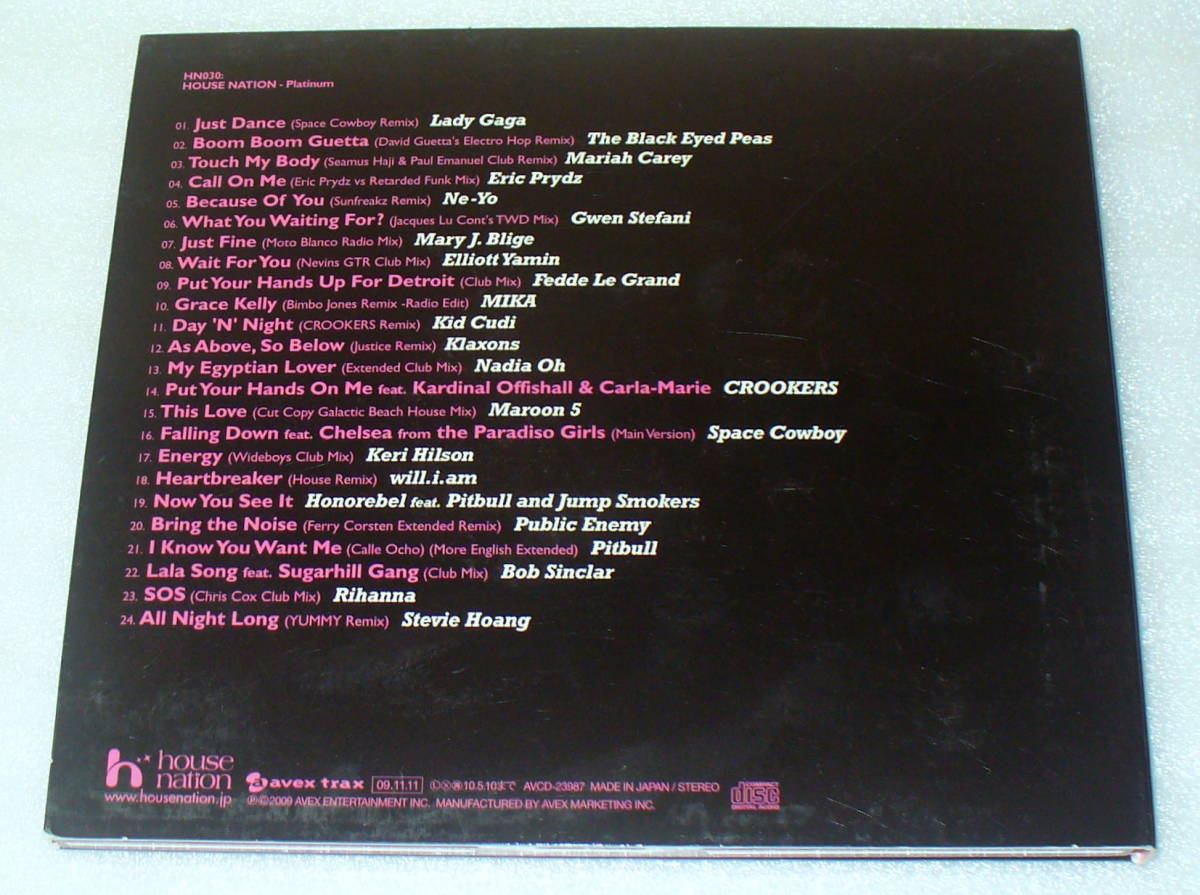 HN030:
HOUSE NATION - Platinum
01. Just Dance (Space Cowboy Remix) Lady Gaga
02. Boom Boom Guetta (David Guetta's Electro Hop Remix) The Black Eyed Peas
03. Touch My Body (Seamus Haji & Paul Emanuel Club Remix) Mariah Carey
04. Call On Me (Eric Prydz vs Retarded Funk Mix) Eric Prydz
05. Because Of You (Sunfreakz Remix) Ne-Yo
06. What You Waiting For? (Jacques Lu Cont's TWD Mix) Gwen Stefani
07. Just Fine (Moto Blanco Radio Mix) Mary J. Blige
08. Wait For You (Nevins GTR Club Mix) Elliott Yamin
09. Put Your Hands Up For Detroit (Club Mix) Fedde Le Grand
10. Grace Kelly (Bimbo Jones Remix -Radio Edit) MIKA
11. Day 'N' Night (CROOKERS Remix) Kid Cudi
12. As Above, So Below (Justice Remix) Klaxons
13. My Egyptian Lover (Extended Club Mix) Nadia Oh
14. Put Your Hands On Me feat. Kardinal Offishall & Carla-Marie CROOKERS
15. This Love (Cut Copy Galactic Beach House Mix) Maroon 5
16. Falling Down feat. Chelsea from the Paradiso Girls (Main Version) Space Cowboy
17. Energy (Wideboys Club Mix) Keri Hilson
18. Heartbreaker (House Remix) will.i.am
19. Now You See It Honorebel feat. Pitbull and Jump Smokers
20. Bring the Noise (Ferry Corsten Extended Remix) Public Enemy
21. I Know You Want Me (Calle Ocho) (More English Extended) Pitbull
22. Lala Song feat. Sugarhill Gang (Club Mix) Bob Sinclar
23. SOS (Chris Cox Club Mix) Rihanna
24. All Night Long (YUMMY Remix) Stevie Hoang
h house nation
www.housenation.jp
a avex trax 09.11.11 10.5.10まで AVCD-23987 MADE IN JAPAN / STEREO
℗©2009 AVEX ENTERTAINMENT INC. MANUFACTURED BY AVEX MARKETING INC.
COMPACT disc DIGITAL AUDIO